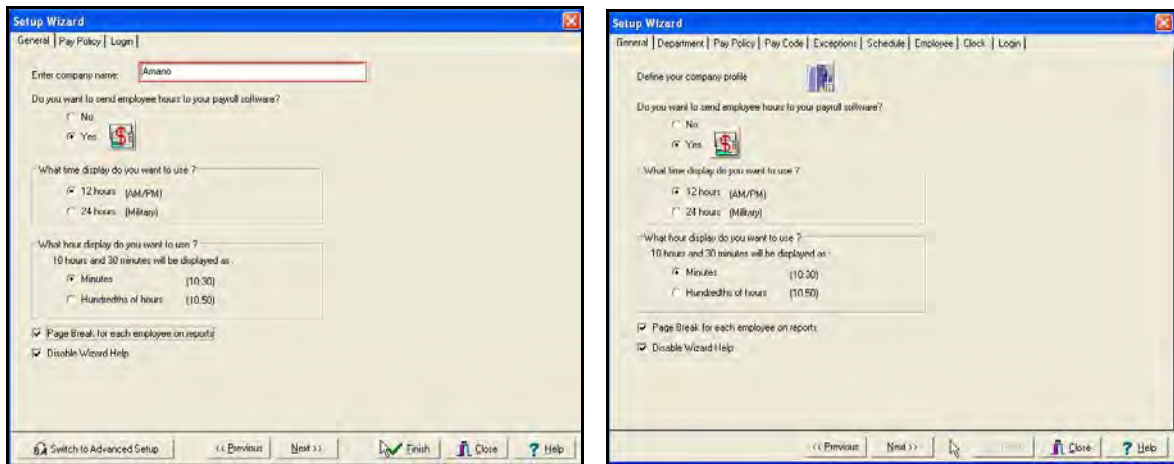 Setup Wizard
General | Pay Policy | Login |
Enter company name: Amano
Do you want to send employee hours to your payroll software?
No
Yes
What time display do you want to use ?
12 hours (AM/PM)
24 hours (Military)
What hour display do you want to use ?
10 hours and 30 minutes will be displayed as :
Minutes (10:30)
Hundredths of hours (10.50)
Page Break for each employee on reports
Disable Wizard Help
Switch to Advanced Setup << Previous Next >> Finish Close ? Help
Setup Wizard
General | Department | Pay Policy | Pay Code | Exceptions | Schedule | Employee | Clock | Login |
Define your company profile
Do you want to send employee hours to your payroll software?
No
Yes
What time display do you want to use ?
12 hours (AM/PM)
24 hours (Military)
What hour display do you want to use ?
10 hours and 30 minutes will be displayed as :
Minutes (10:30)
Hundredths of hours (10.50)
Page Break for each employee on reports
Disable Wizard Help
<< Previous Next >> Close ? Help